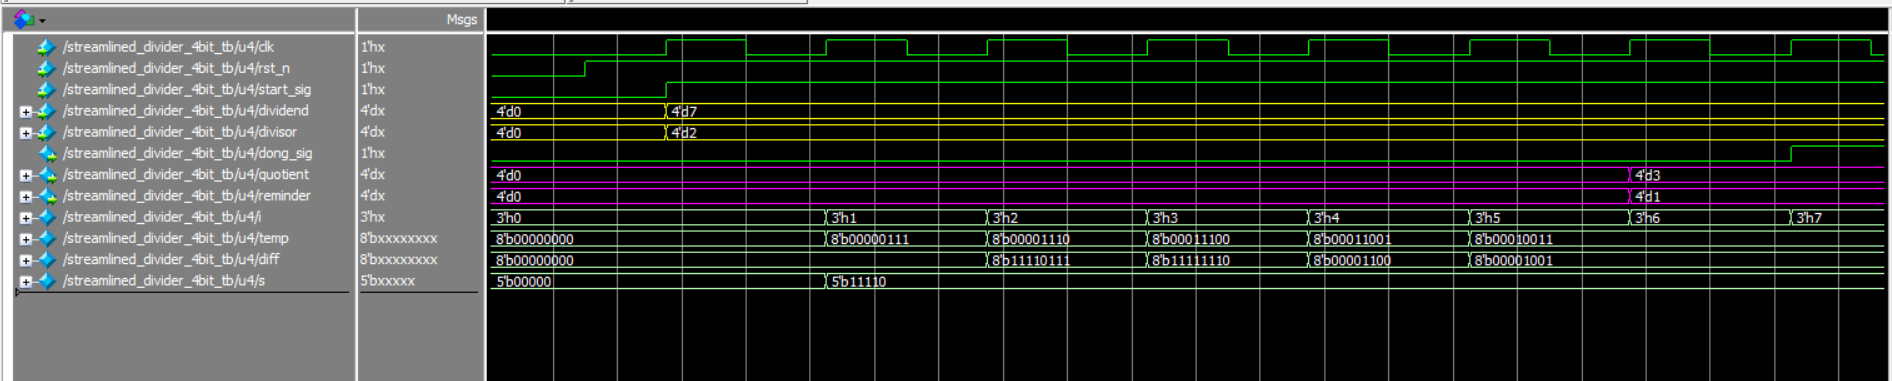 Msgs
/streamlined_divider_4bit_tb/u4/clk 1'hx
/streamlined_divider_4bit_tb/u4/rst_n 1'hx
/streamlined_divider_4bit_tb/u4/start_sig 1'hx
/streamlined_divider_4bit_tb/u4/dividend 4'dx 4'd0 4'd7
/streamlined_divider_4bit_tb/u4/divisor 4'dx 4'd0 4'd2
/streamlined_divider_4bit_tb/u4/dong_sig 1'hx
/streamlined_divider_4bit_tb/u4/quotient 4'dx 4'd0 4'd3
/streamlined_divider_4bit_tb/u4/reminder 4'dx 4'd0 4'd1
/streamlined_divider_4bit_tb/u4/i 3'hx 3'h0 3'h1 3'h2 3'h3 3'h4 3'h5 3'h6 3'h7
/streamlined_divider_4bit_tb/u4/temp 8'bxxxxxxxx 8'b00000000 8'b00000111 8'b00001110 8'b00011100 8'b00011001 8'b00010011
/streamlined_divider_4bit_tb/u4/diff 8'bxxxxxxxx 8'b00000000 8'b11110111 8'b11111110 8'b00001100 8'b00001001
/streamlined_divider_4bit_tb/u4/s 5'bxxxxx 5'b00000 5'b11110